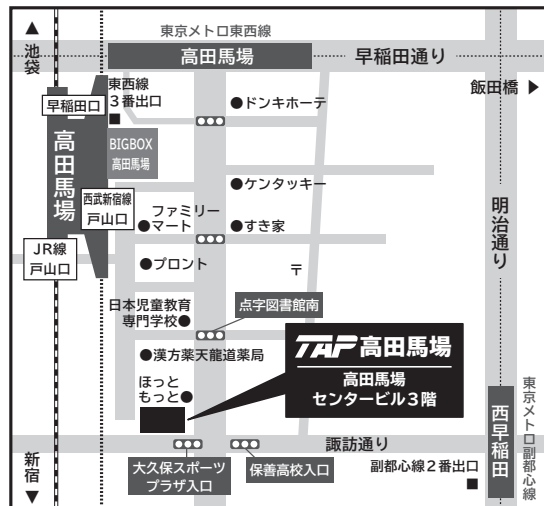 東京メトロ東西線
▲
池袋
高田馬場
早稲田通り
飯田橋 ▶
早稲田口
東西線
3番出口
■
●ドンキホーテ
高田馬場
BIGBOX
高田馬場
西武新宿線
戸山口
●ケンタッキー
明治通り
ファミリー
●マート
●すき家
JR線
戸山口
●プロント
〒
日本児童教育
専門学校●
点字図書館南
●漢方薬天龍道薬局
TAP高田馬場
高田馬場
センタービル3階
ほっと
もっと●
西早稲田
東京メトロ副都心線
諏訪通り
新宿
▼
大久保スポーツ
プラザ入口
保善高校入口
副都心線2番出口
■